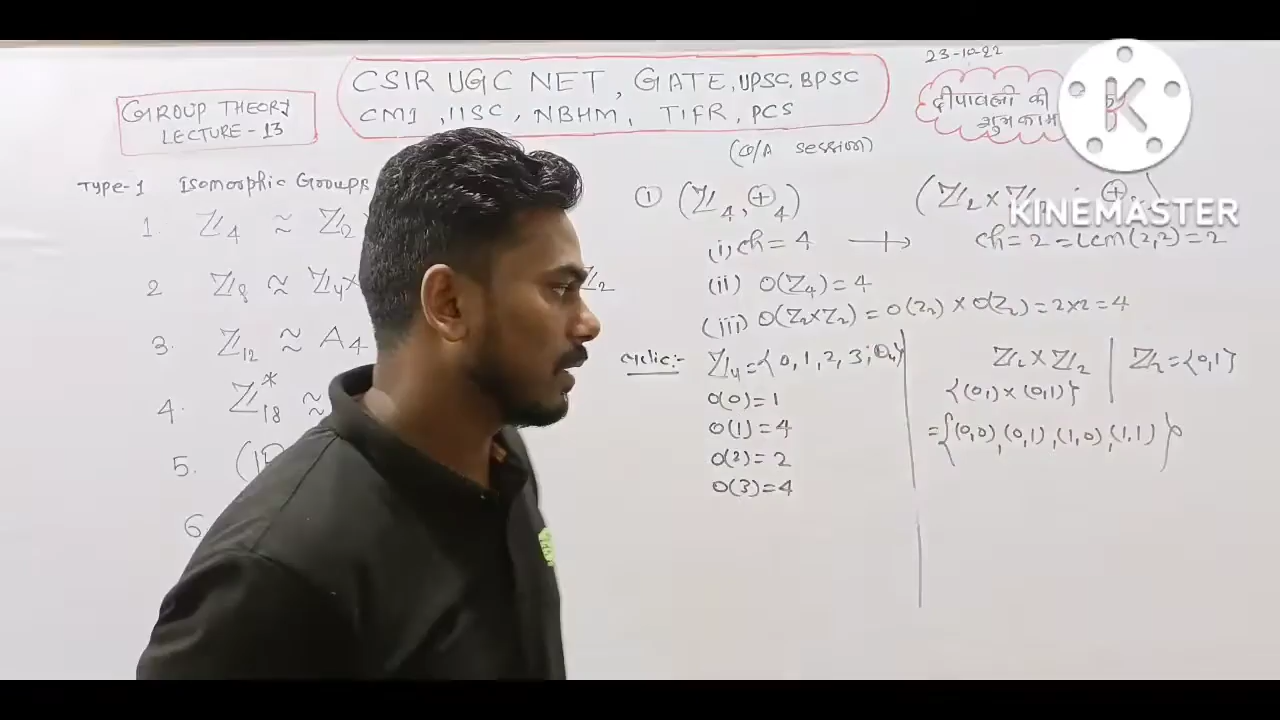 23-10-22
GROUP THEORY
LECTURE-13
CSIR UGC NET, GATE, UPSC, BPSC
CMI, IISC, NBHM, TIFR, PCS
दीपावली की
K
KINEMASTER
(Q/A SESSION)
TYPE-1 Isomorphic Groups
1. Z4 ≈ Z2
2 Z8 ≈ Z4×
Z2
3. Z12 ≈ A4
4. Z18* ≈
5. (
6
① (Z4, ⊕4)
(Z2×Z2
(i) ch=4
ch=2=Lcm(2,2)=2
(ii) O(Z4)=4
(iii) O(Z2×Z2)=O(Z2)×O(Z2)=2×2=4
cyclic:- Z4={0,1,2,3;⊕4}
O(0)=1
O(1)=4
O(2)=2
O(3)=4
Z2×Z2
Z2={0,1}
{(0,1)×(0,1)}
={(0,0),(0,1),(1,0),(1,1)}